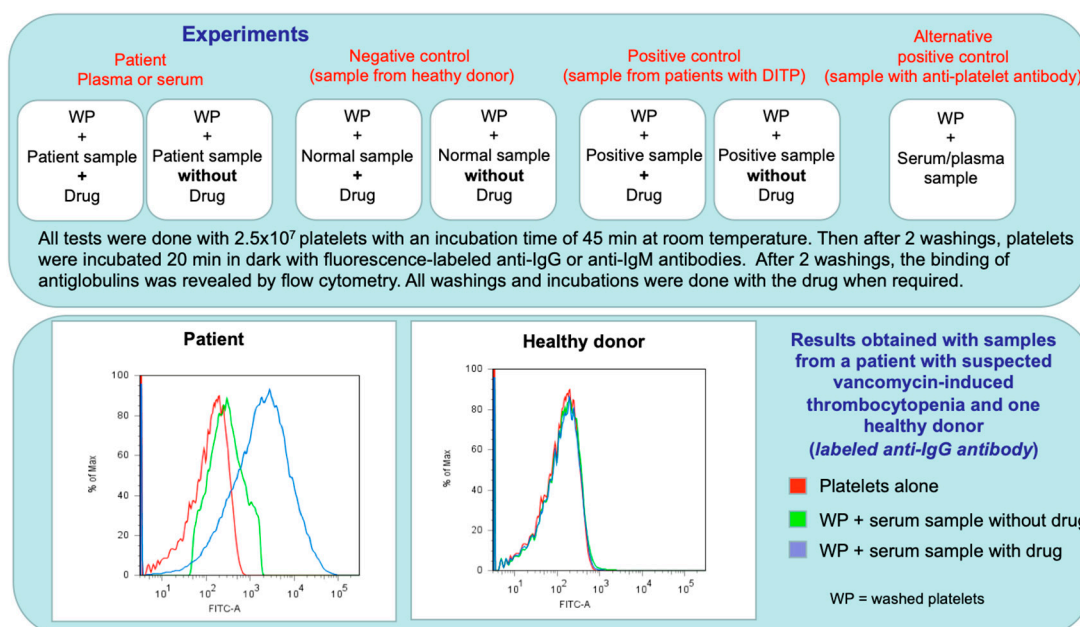 Experiments
Patient
Plasma or serum
Negative control
(sample from heathy donor)
Positive control
(sample from patients with DITP)
Alternative
positive control
(sample with anti-platelet antibody)
WP
+
Patient sample
+
Drug
WP
+
Patient sample
without
Drug
WP
+
Normal sample
+
Drug
WP
+
Normal sample
without
Drug
WP
+
Positive sample
+
Drug
WP
+
Positive sample
without
Drug
WP
+
Serum/plasma
sample
All tests were done with 2.5x10⁷ platelets with an incubation time of 45 min at room temperature. Then after 2 washings, platelets
were incubated 20 min in dark with fluorescence-labeled anti-IgG or anti-IgM antibodies. After 2 washings, the binding of
antiglobulins was revealed by flow cytometry. All washings and incubations were done with the drug when required.
Patient
100
80
60
40
20
0
% of Max
10¹ 10² 10³ 10⁴ 10⁵
FITC-A
Healthy donor
100
80
60
40
20
0
% of Max
10¹ 10² 10³ 10⁴ 10⁵
FITC-A
Results obtained with samples
from a patient with suspected
vancomycin-induced
thrombocytopenia and one
healthy donor
(labeled anti-IgG antibody)
Platelets alone
WP + serum sample without drug
WP + serum sample with drug
WP = washed platelets